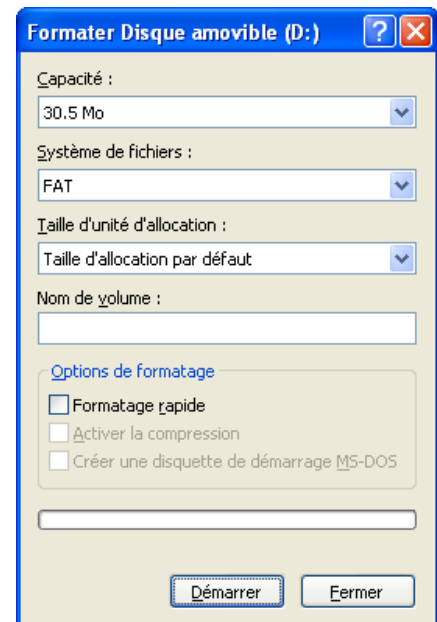 Formater Disque amovible (D:)
Capacité :
30.5 Mo
Système de fichiers :
FAT
Taille d'unité d'allocation :
Taille d'allocation par défaut
Nom de volume :
Options de formatage
Formatage rapide
Activer la compression
Créer une disquette de démarrage MS-DOS
Démarrer
Fermer